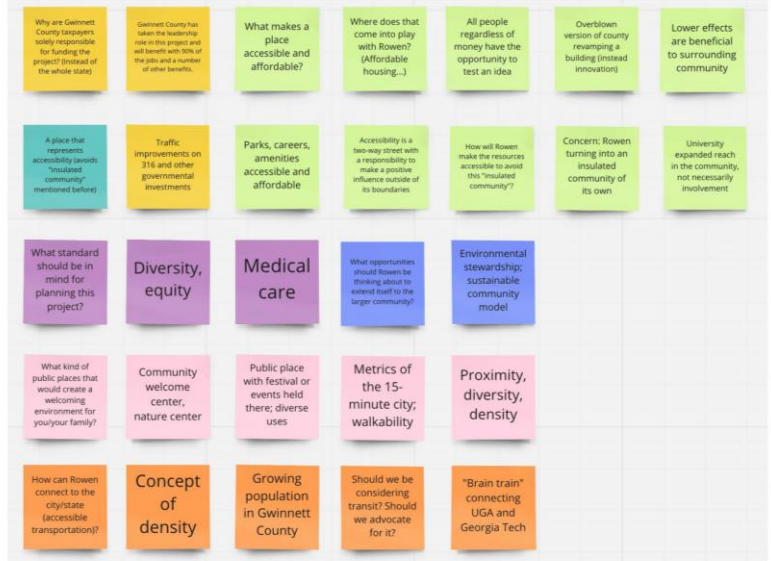 Why are Gwinnett
County taxpayers
solely responsible
for funding the
project? (Instead of
the whole state)
Gwinnett County has
taken the leadership
role in this project and
will benefit with 90% of
the jobs and a number
of other benefits.
What makes a
place
accessible and
affordable?
Where does that
come into play
with Rowen?
(Affordable
housing...)
All people
regardless of
money have the
opportunity to
test an idea
Overblown
version of county
revamping a
building (instead
innovation)
Lower effects
are beneficial
to surrounding
community
A place that
represents
accessibility (avoids
"insulated
community"
mentioned before)
Traffic
improvements on
316 and other
governmental
investments
Parks, careers,
amenities
accessible and
affordable
Accessibility is a
two-way street with
a responsibility to
make a positive
influence outside of
its boundaries
How will Rowen
make the resources
accessible to avoid
this "insulated
community"?
Concern: Rowen
turning into an
insulated
community of
its own
University
expanded reach
in the community,
not necessarily
involvement
What standard
should be in
mind for
planning this
project?
Diversity,
equity
Medical
care
What opportunities
should Rowen be
thinking about to
extend itself to the
larger community?
Environmental
stewardship;
sustainable
community
model
What kind of
public places that
would create a
welcoming
environment for
you/your family?
Community
welcome
center,
nature center
Public place
with festival or
events held
there; diverse
uses
Metrics of
the 15-
minute city;
walkability
Proximity,
diversity,
density
How can Rowen
connect to the
city/state
(accessible
transportation)?
Concept
of
density
Growing
population
in Gwinnett
County
Should we be
considering
transit? Should
we advocate
for it?
"Brain train"
connecting
UGA and
Georgia Tech